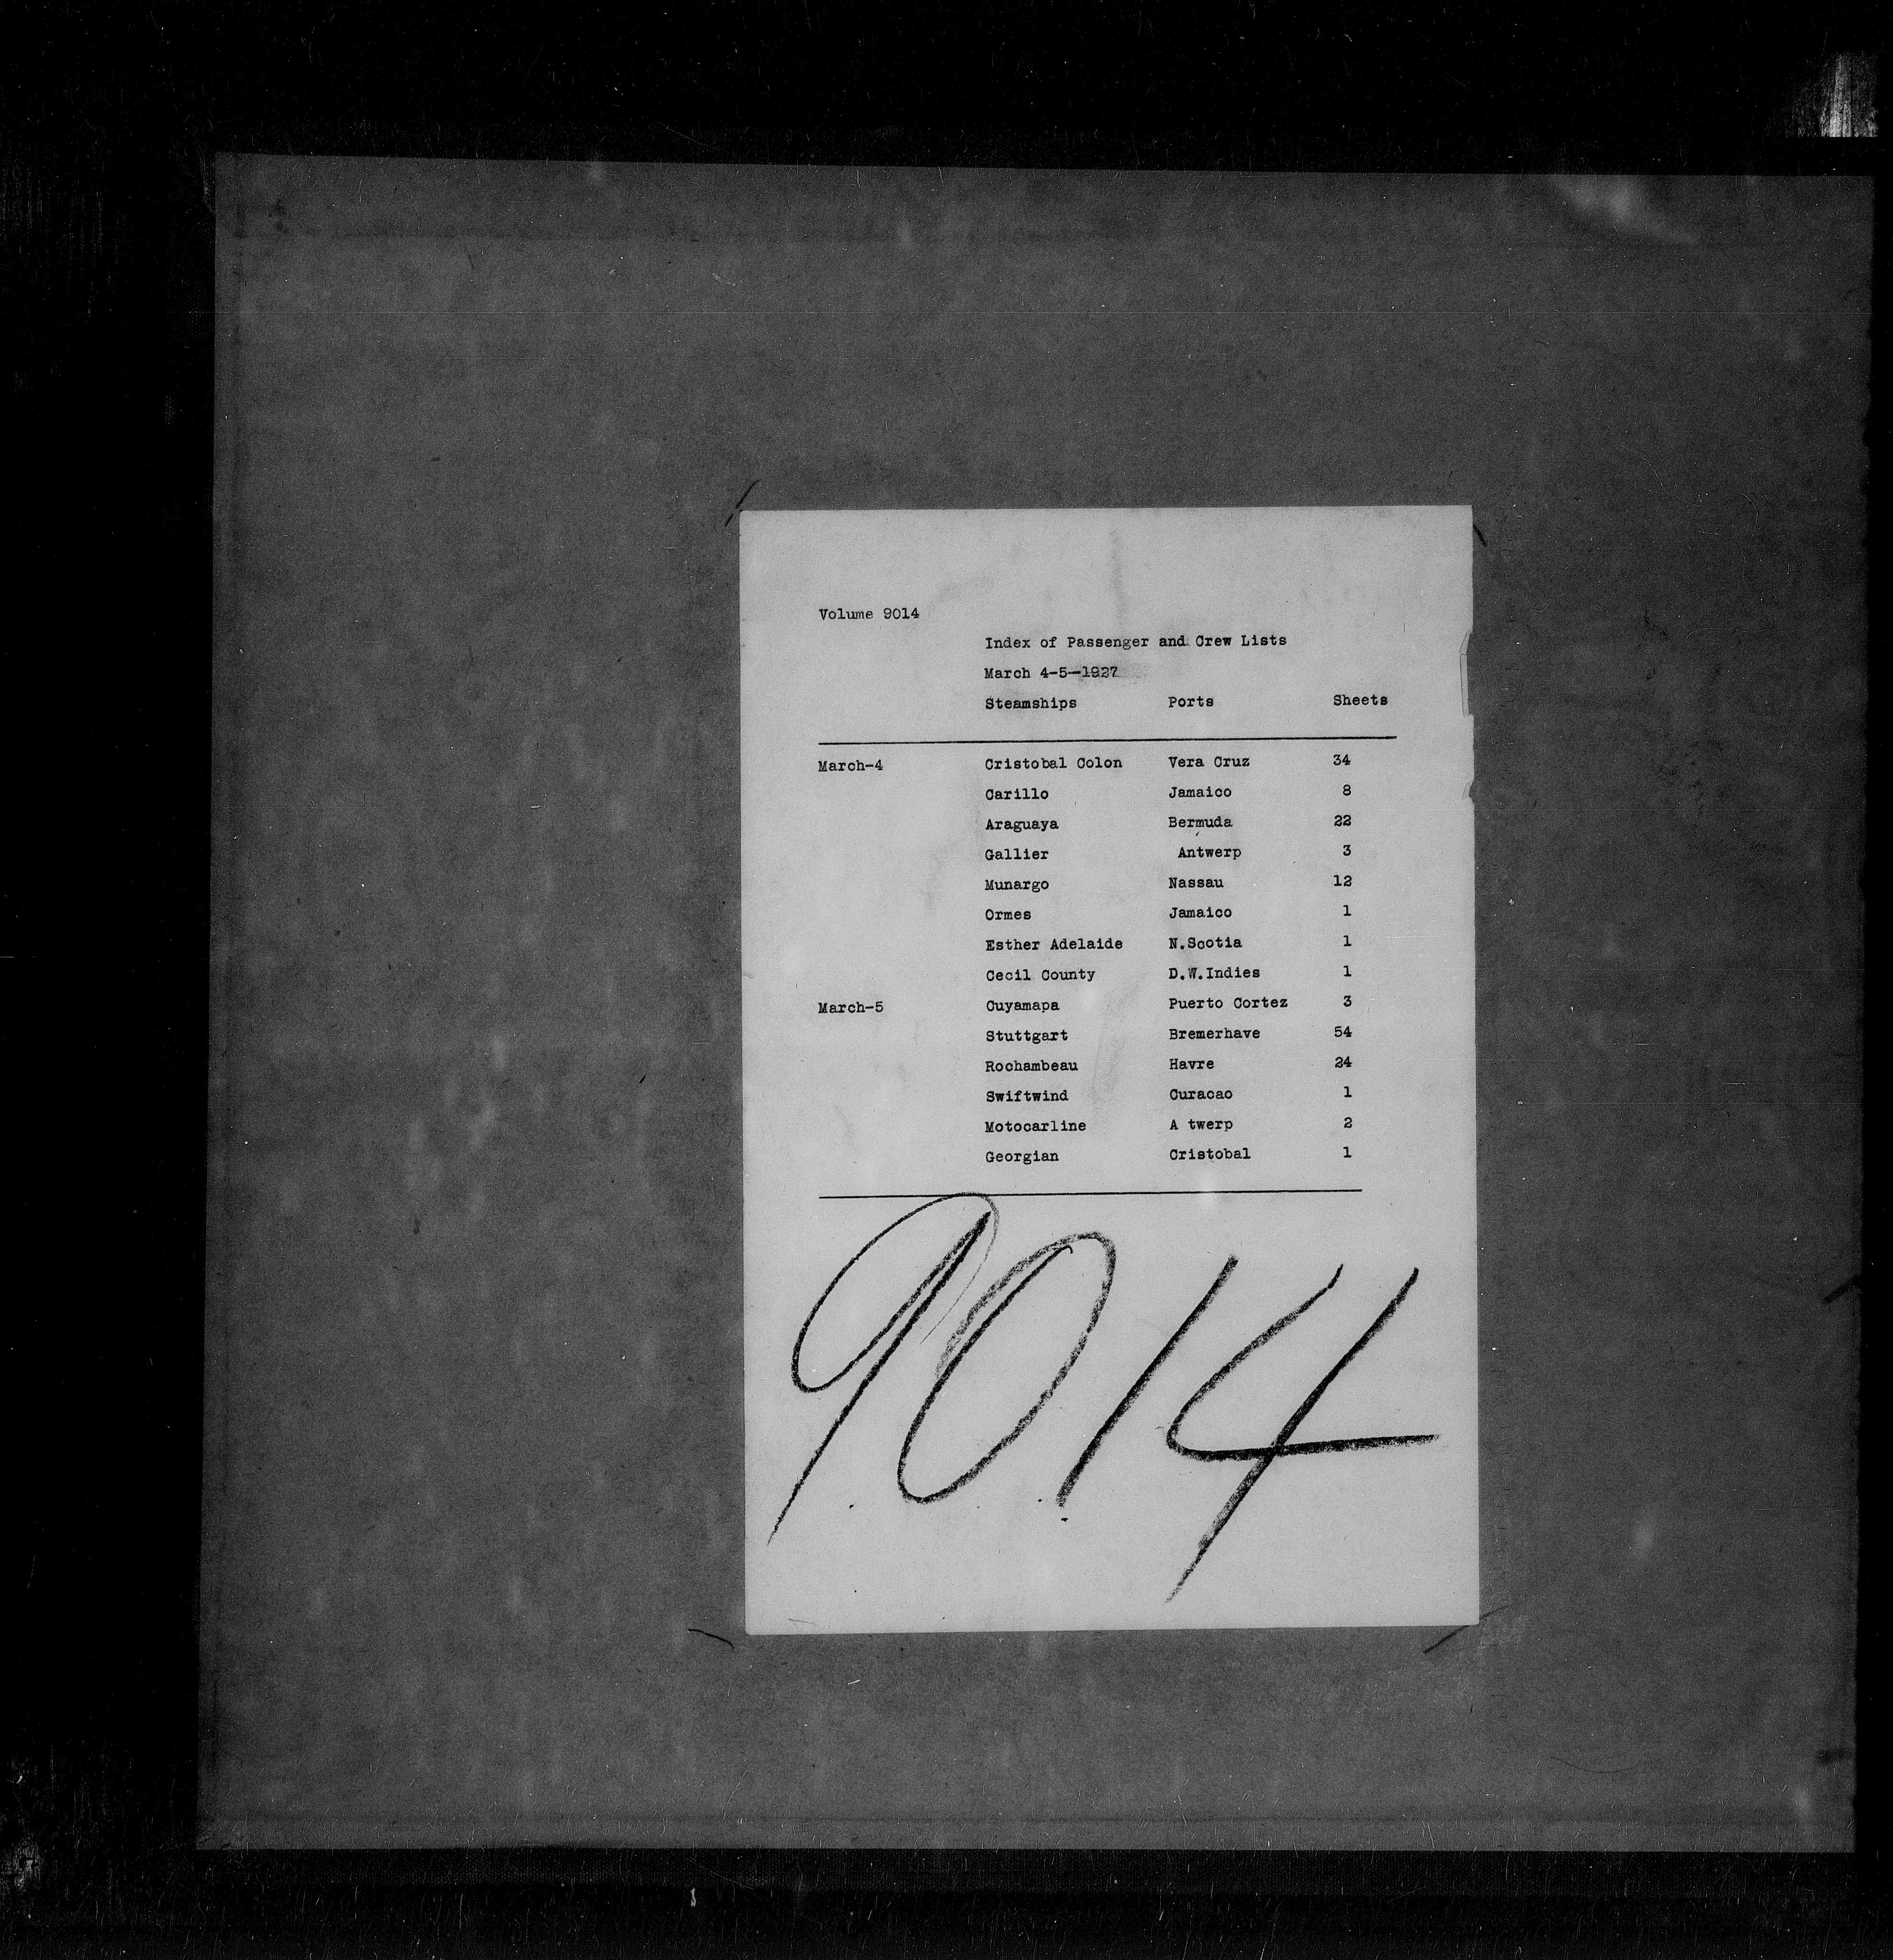 Volume 9014
Index of Passenger and Crew Lists
March 4-5-1927
Steamships Ports Sheets
March-4 Cristobal Colon Vera Cruz 34
Carillo Jamaico 8
Araguaya Bermuda 22
Gallier Antwerp 3
Munargo Nassau 12
Ormes Jamaico 1
Esther Adelaide N.Scotia 1
Cecil County D.W.Indies 1
March-5 Cuyamapa Puerto Cortez 3
Stuttgart Bremerhave 54
Rochambeau Havre 24
Swiftwind Curacao 1
Motocarline A twerp 2
Georgian Cristobal 1
9014